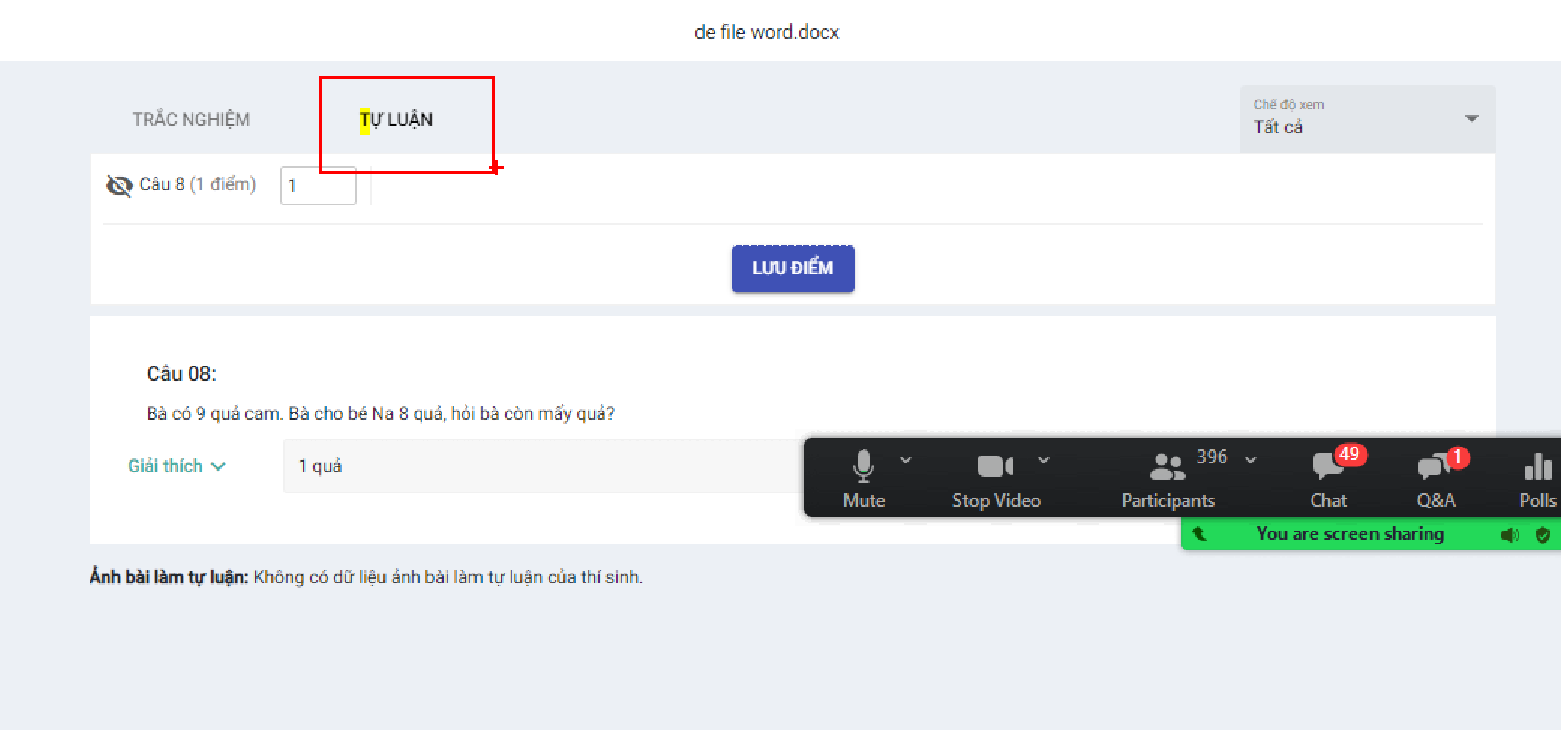 de file word.docx
TRẮC NGHIỆM
TỰ LUẬN
Chế độ xem
Tất cả
Câu 8 (1 điểm)
1
LƯU ĐIỂM
Câu 08:
Bà có 9 quả cam. Bà cho bé Na 8 quả, hỏi bà còn mấy quả?
Giải thích
1 quả
396
49
1
Mute
Stop Video
Participants
Chat
Q&A
Polls
You are screen sharing
Ảnh bài làm tự luận: Không có dữ liệu ảnh bài làm tự luận của thí sinh.